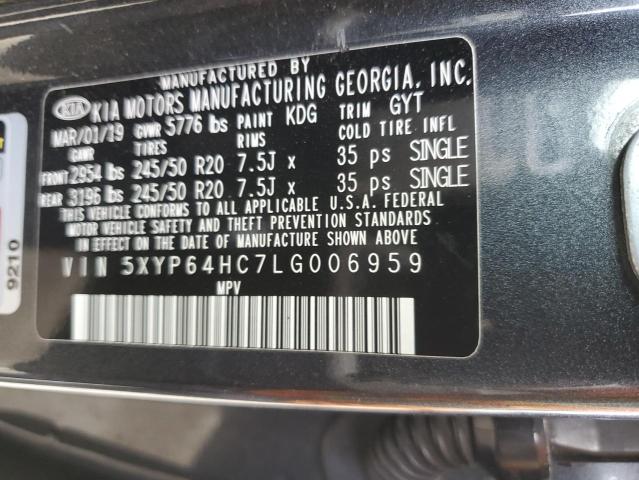 MANUFACTURED BY
KIA KIA MOTORS MANUFACTURING GEORGIA, INC.
MAR/01/19 GVWR 5776 lbs PAINT KDG TRIM GYT
GAWR TIRES RIMS COLD TIRE INFL
FRONT 2954 lbs 245/50 R20 7.5J x 35 ps SINGLE
REAR 3196 lbs 245/50 R20 7.5J x 35 ps SINGLE
THIS VEHICLE CONFORMS TO ALL APPLICABLE U.S.A. FEDERAL
MOTOR VEHICLE SAFETY AND THEFT PREVENTION STANDARDS
IN EFFECT ON THE DATE OF MANUFACTURE SHOWN ABOVE.
VIN 5XYP64HC7LG006959
MPV
9210